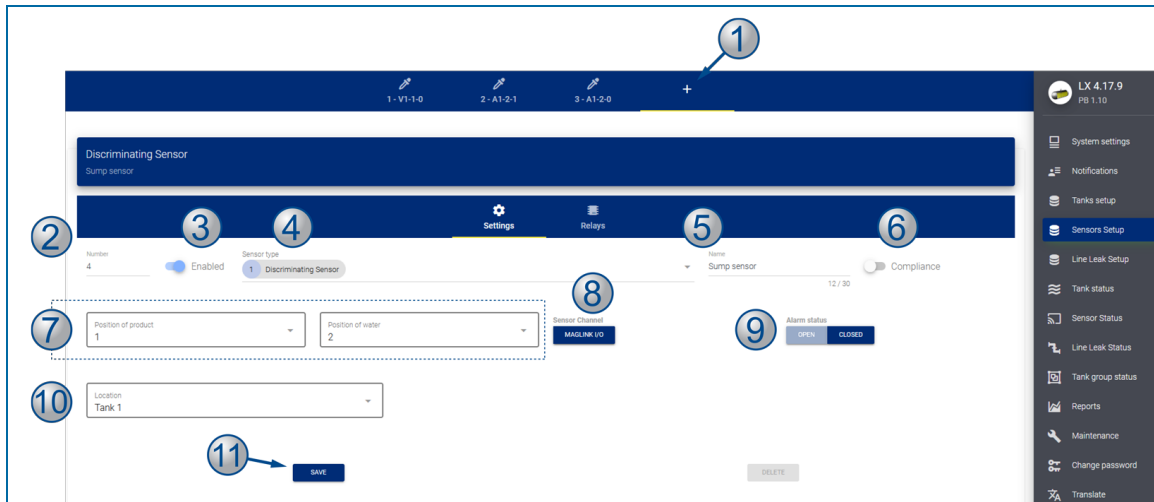 1
1 - V1-1-0
2 - A1-2-1
3 - A1-2-0
+
LX 4.17.9
PB 1.10
Discriminating Sensor
Sump sensor
System settings
Notifications
Tanks setup
Sensors Setup
Line Leak Setup
Tank status
Sensor Status
Line Leak Status
Tank group status
Reports
Maintenance
Change password
Translate
Settings
Relays
2
3
4
5
6
Number
4
Enabled
Sensor type
1 Discriminating Sensor
Name
Sump sensor
12 / 30
Compliance
7
Position of product
1
Position of water
2
8
Sensor Channel
MAGLINK I/O
9
Alarm status
OPEN CLOSED
10
Location
Tank 1
11
SAVE
DELETE